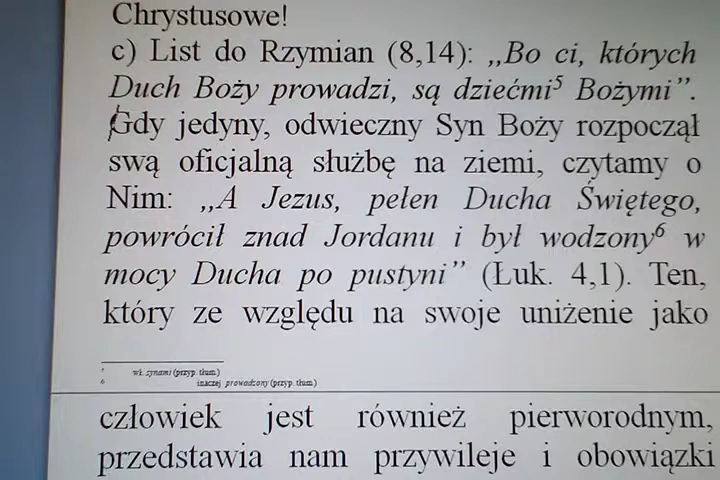 Chrystusowe!
c) List do Rzymian (8,14): „Bo ci, których
Duch Boży prowadzi, są dziećmi⁵ Bożymi”.
Gdy jedyny, odwieczny Syn Boży rozpoczął
swą oficjalną służbę na ziemi, czytamy o
Nim: „A Jezus, pełen Ducha Świętego,
powrócił znad Jordanu i był wodzony⁶ w
mocy Ducha po pustyni” (Łuk. 4,1). Ten,
który ze względu na swoje uniżenie jako
⁵ wł. synami (przyp. tłum.)
⁶ inaczej prowadzony (przyp. tłum.)
człowiek jest również pierworodnym,
przedstawia nam przywileje i obowiązki